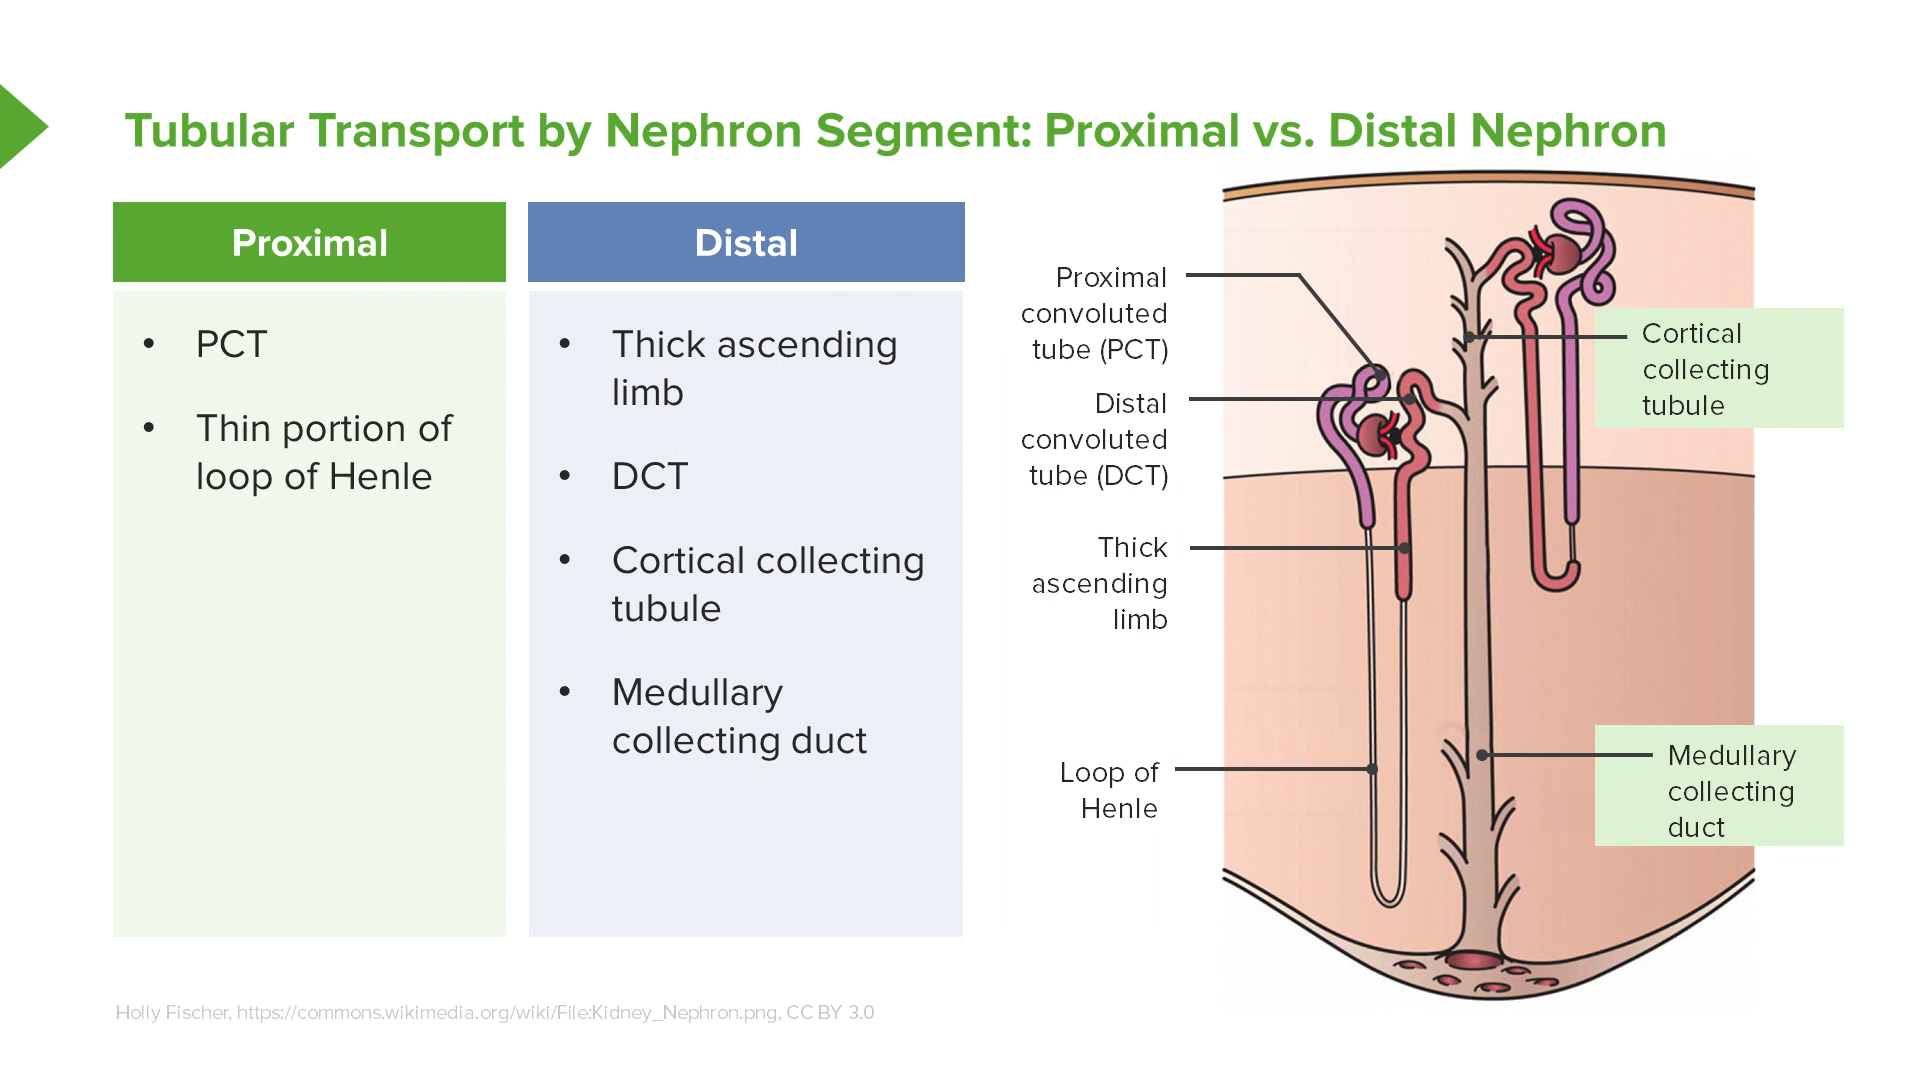 Tubular Transport by Nephron Segment: Proximal vs. Distal Nephron
Proximal
• PCT
• Thin portion of
loop of Henle
Distal
• Thick ascending
limb
• DCT
• Cortical collecting
tubule
• Medullary
collecting duct
Proximal
convoluted
tube (PCT)
Distal
convoluted
tube (DCT)
Thick
ascending
limb
Loop of
Henle
Cortical
collecting
tubule
Medullary
collecting
duct
Holly Fischer, https://commons.wikimedia.org/wiki/File:Kidney_Nephron.png, CC BY 3.0